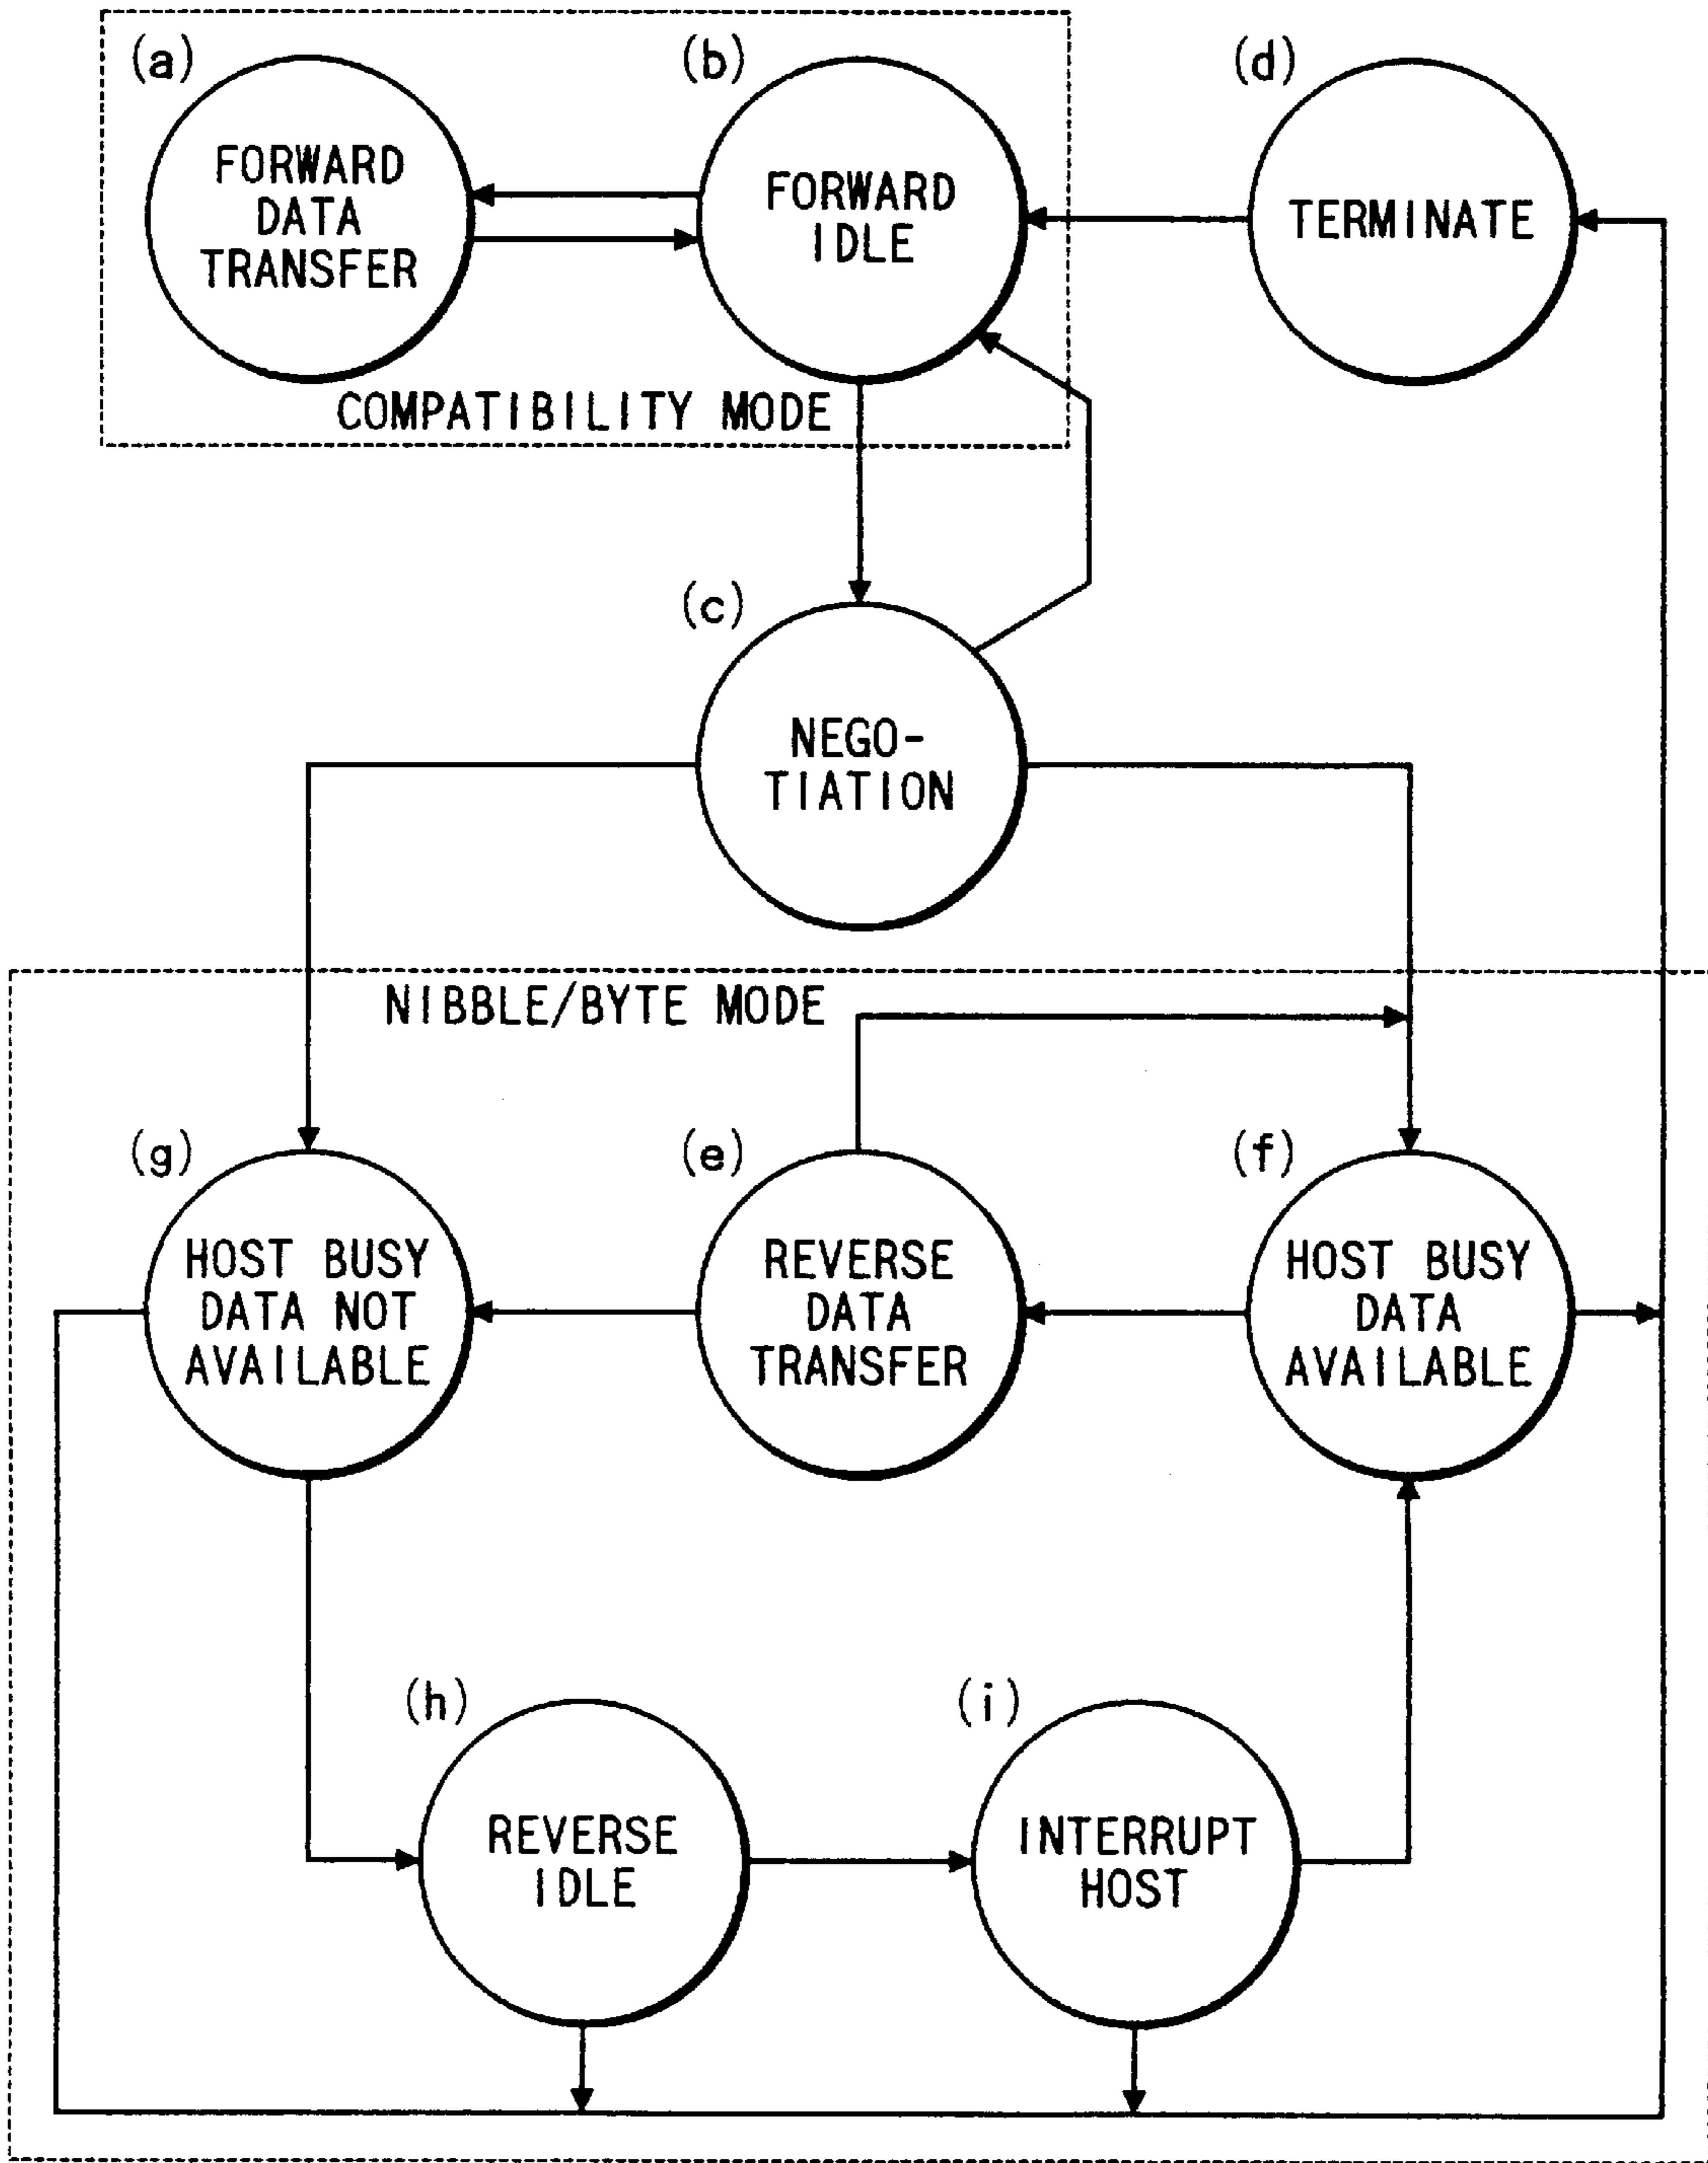 (a)
FORWARD
DATA
TRANSFER
(b)
FORWARD
IDLE
(d)
TERMINATE
COMPATIBILITY MODE
(c)
NEGO-
TIATION
NIBBLE/BYTE MODE
(g)
HOST BUSY
DATA NOT
AVAILABLE
(e)
REVERSE
DATA
TRANSFER
(f)
HOST BUSY
DATA
AVAILABLE
(h)
REVERSE
IDLE
(i)
INTERRUPT
HOST